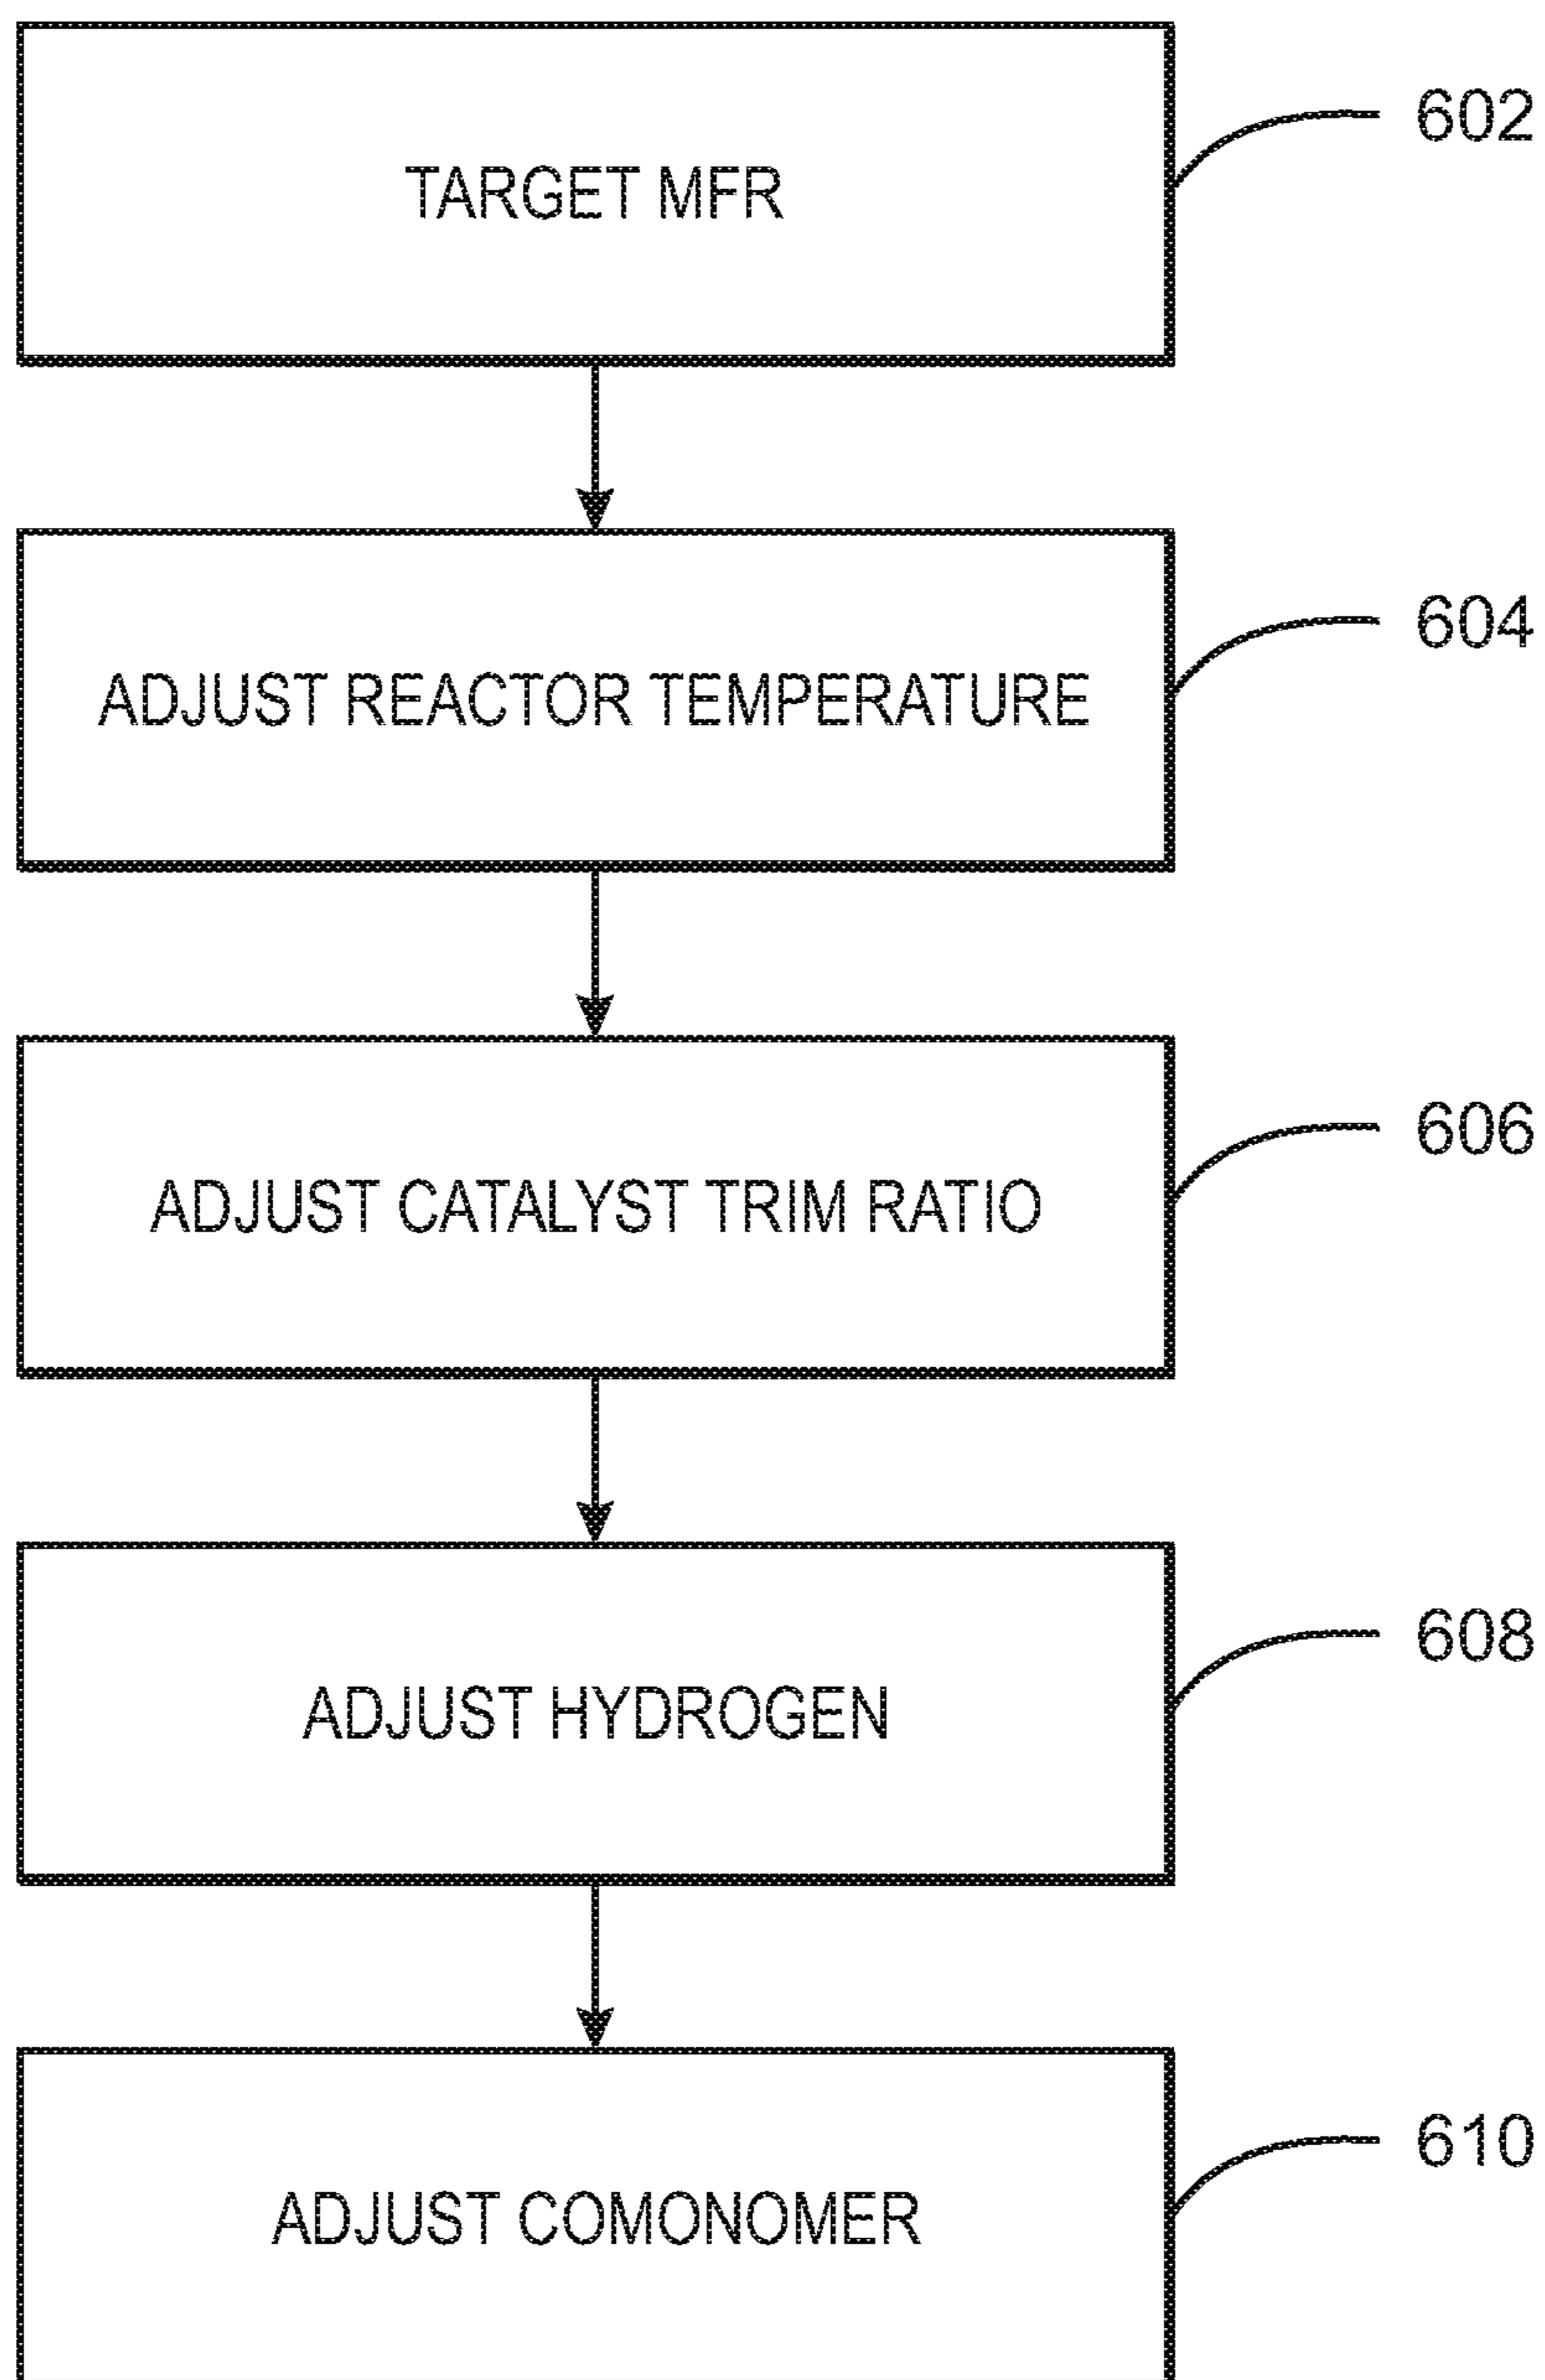 TARGET MFR
602
ADJUST REACTOR TEMPERATURE
604
ADJUST CATALYST TRIM RATIO
606
ADJUST HYDROGEN
608
ADJUST COMONOMER
610